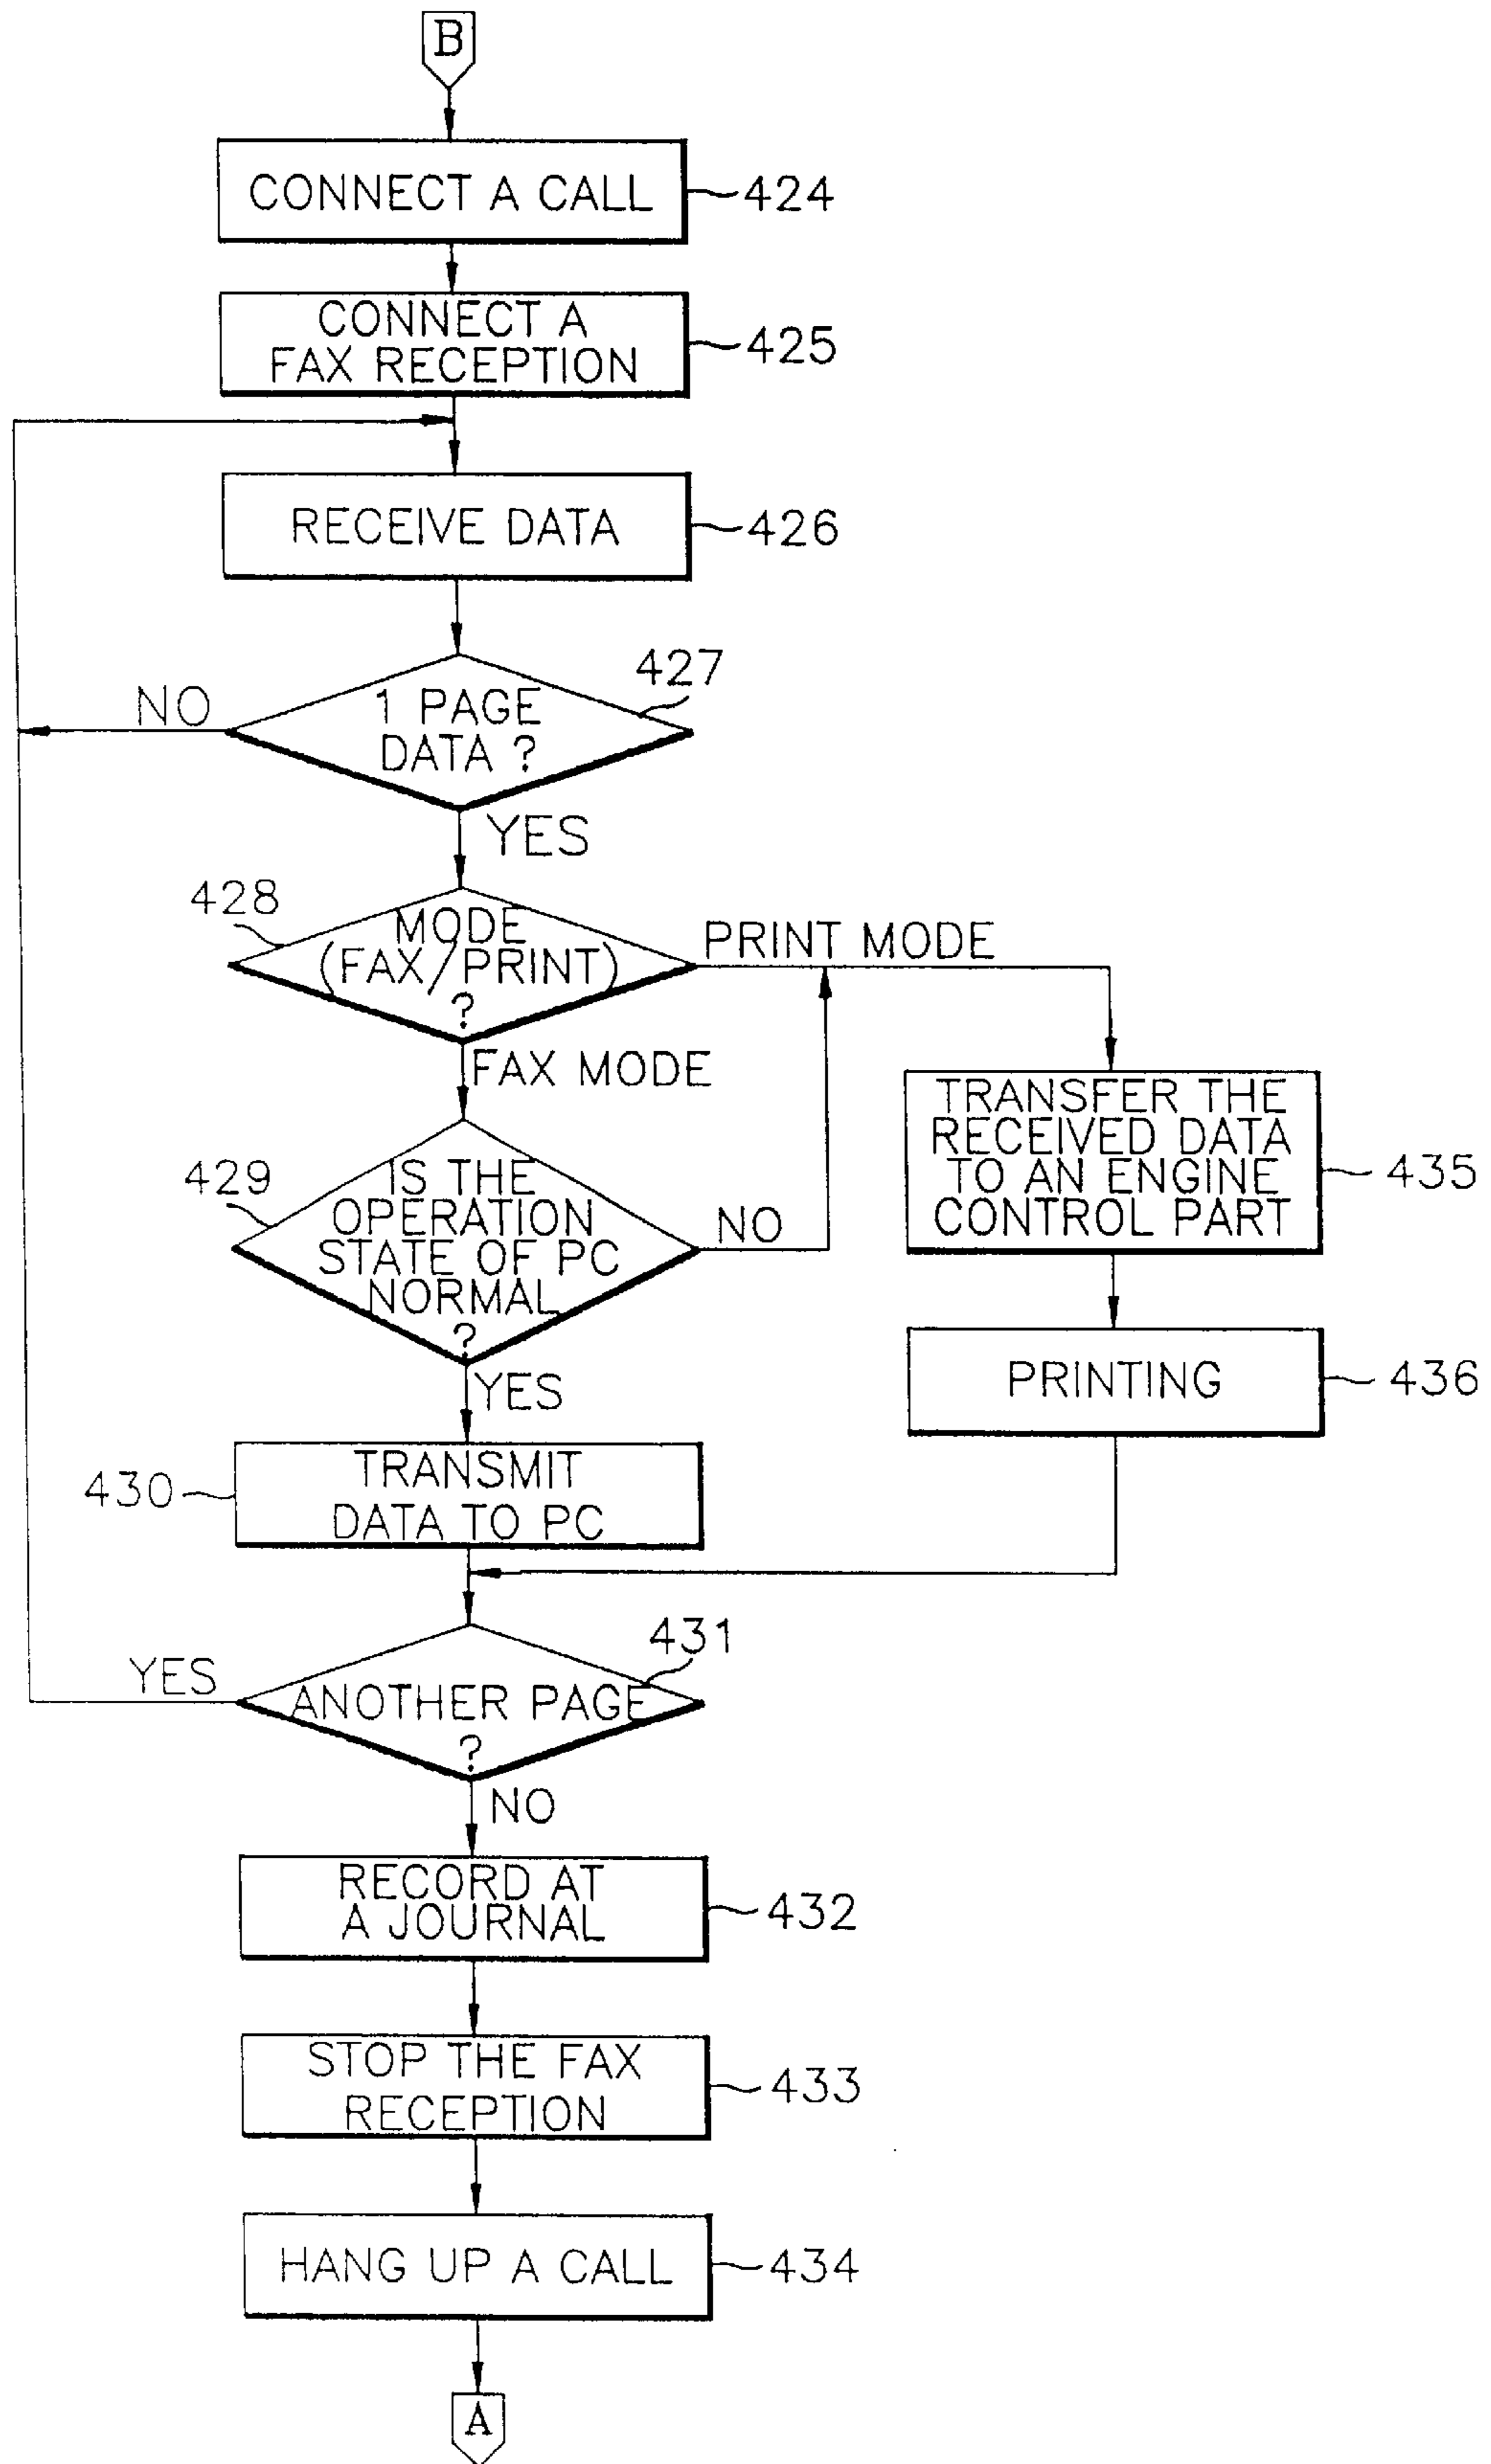 B
CONNECT A CALL
424
CONNECT A
FAX RECEPTION
425
RECEIVE DATA
426
427
1 PAGE
DATA ?
NO
YES
428
MODE
(FAX/PRINT)
?
PRINT MODE
FAX MODE
429
IS THE
OPERATION
STATE OF PC
NORMAL
?
NO
YES
TRANSFER THE
RECEIVED DATA
TO AN ENGINE
CONTROL PART
435
PRINTING
436
430
TRANSMIT
DATA TO PC
431
YES
ANOTHER PAGE
?
NO
RECORD AT
A JOURNAL
432
STOP THE FAX
RECEPTION
433
HANG UP A CALL
434
A